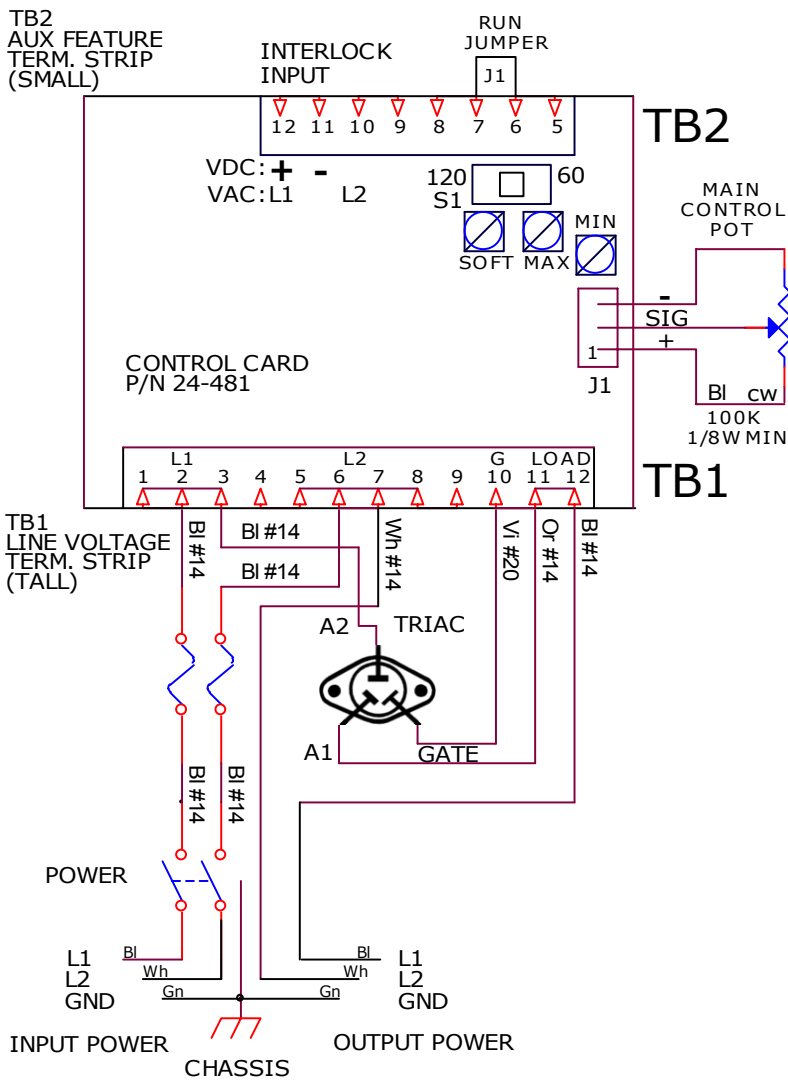 TB2
AUX FEATURE
TERM. STRIP
(SMALL)
INTERLOCK
INPUT
RUN
JUMPER
J1
12 11 10 9 8 7 6 5
TB2
VDC: + -
VAC: L1 L2
120 60
S1
SOFT MAX MIN
MAIN
CONTROL
POT
-
SIG
+
1
J1
Bl cw
100K
1/8W MIN
CONTROL CARD
P/N 24-481
L1 L2 G LOAD
1 2 3 4 5 6 7 8 9 10 11 12
TB1
TB1
LINE VOLTAGE
TERM. STRIP
(TALL)
Bl #14
Bl #14
Bl #14
Wh #14
Vi #20
Or #14
Bl #14
A2 TRIAC
A1 GATE
Bl #14
Bl #14
POWER
L1 Bl
L2 Wh
GND Gn
Bl L1
Wh L2
Gn GND
INPUT POWER
OUTPUT POWER
CHASSIS